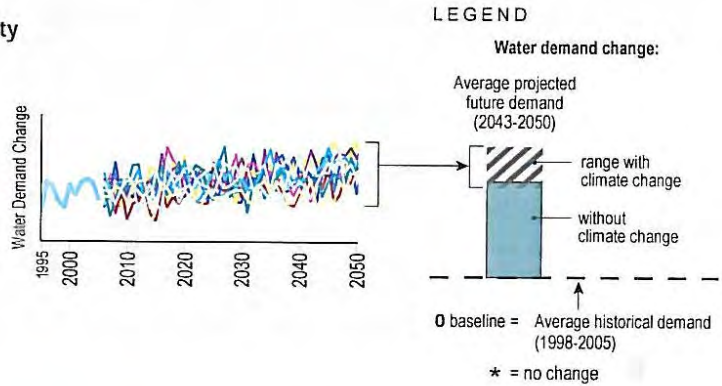 ty
LEGEND
Water demand change:
Average projected
future demand
(2043-2050)
range with
climate change
without
climate change
0 baseline = Average historical demand
(1998-2005)
* = no change
Water Demand Change
1995
2000
2010
2020
2030
2040
2050